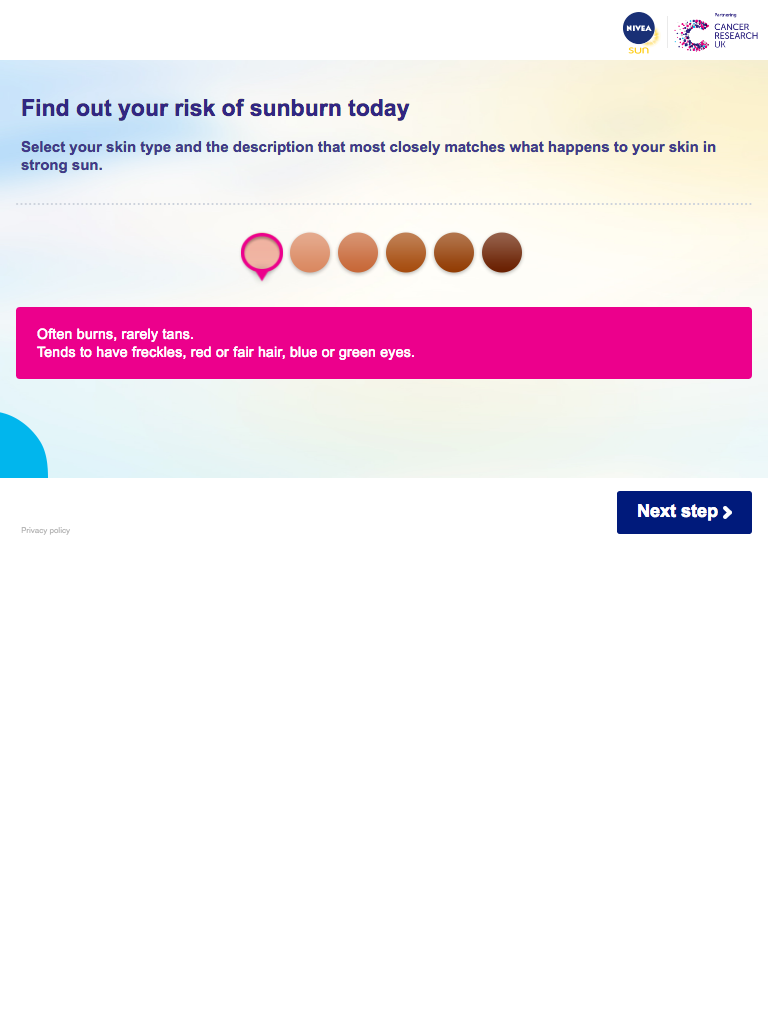 Partnering
NIVEA
SUN
CANCER
RESEARCH
UK
Find out your risk of sunburn today
Select your skin type and the description that most closely matches what happens to your skin in
strong sun.
Often burns, rarely tans.
Tends to have freckles, red or fair hair, blue or green eyes.
Next step
Privacy policy